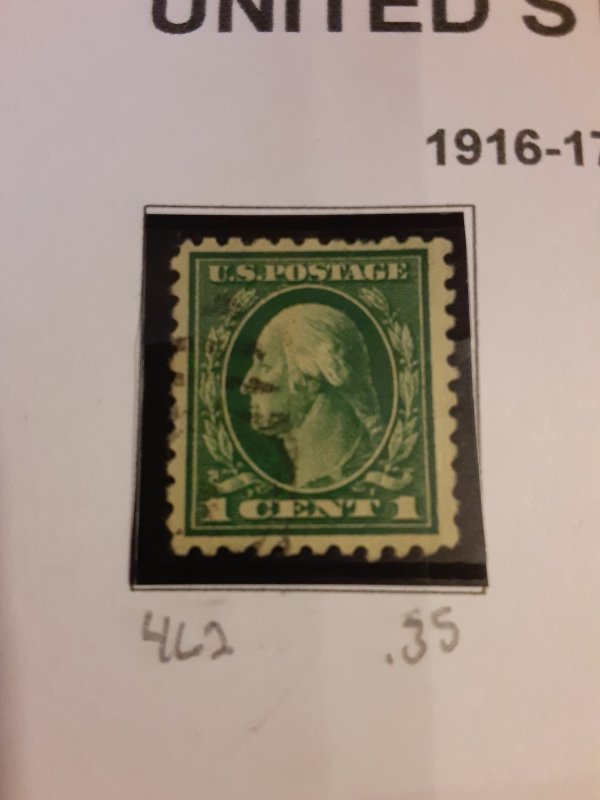 UNITED S
1916-17
U.S.POSTAGE
1 CENT 1
462 .35